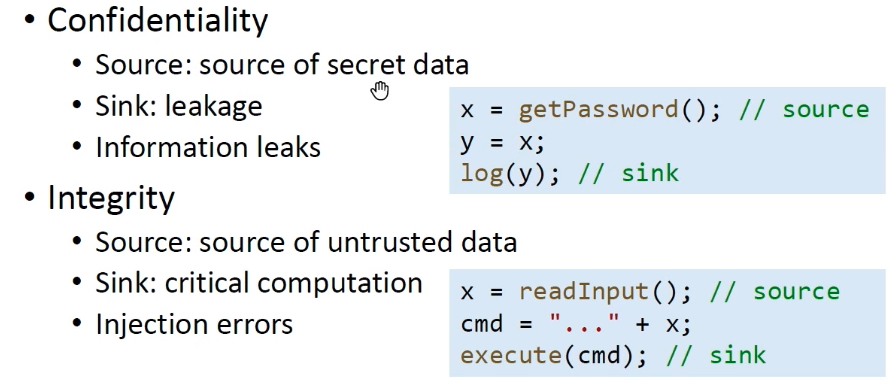 • Confidentiality
• Source: source of secret data
• Sink: leakage
• Information leaks
x = getPassword(); // source
y = x;
log(y); // sink
• Integrity
• Source: source of untrusted data
• Sink: critical computation
• Injection errors
x = readInput(); // source
cmd = "..." + x;
execute(cmd); // sink